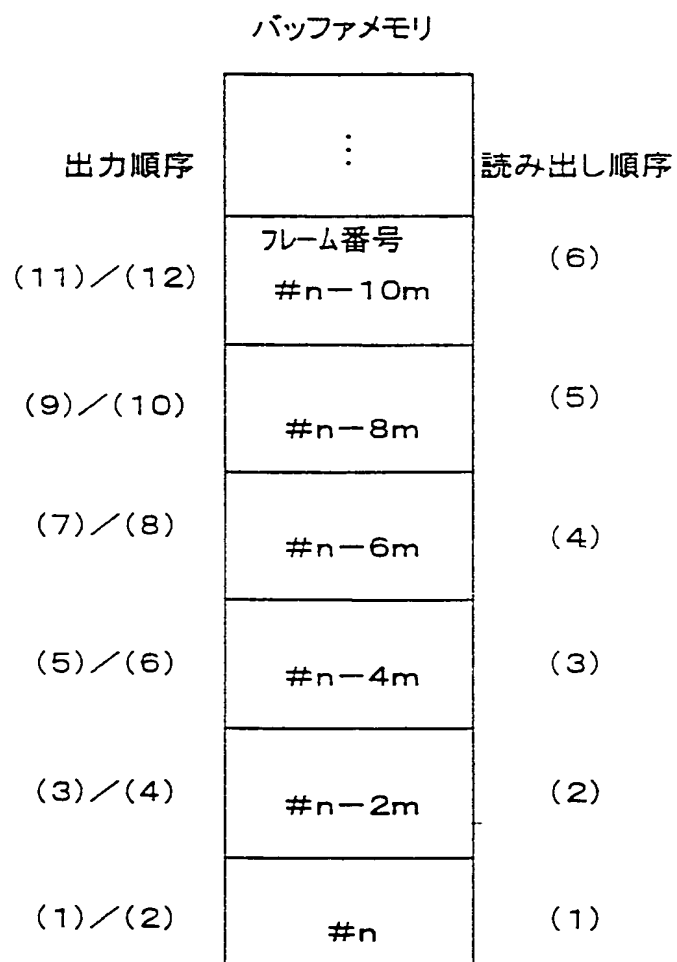 バッファメモリ
⋮
出力順序 読み出し順序
フレーム番号
(11)/(12) #n-10m (6)
(9)/(10) #n-8m (5)
(7)/(8) #n-6m (4)
(5)/(6) #n-4m (3)
(3)/(4) #n-2m (2)
(1)/(2) #n (1)